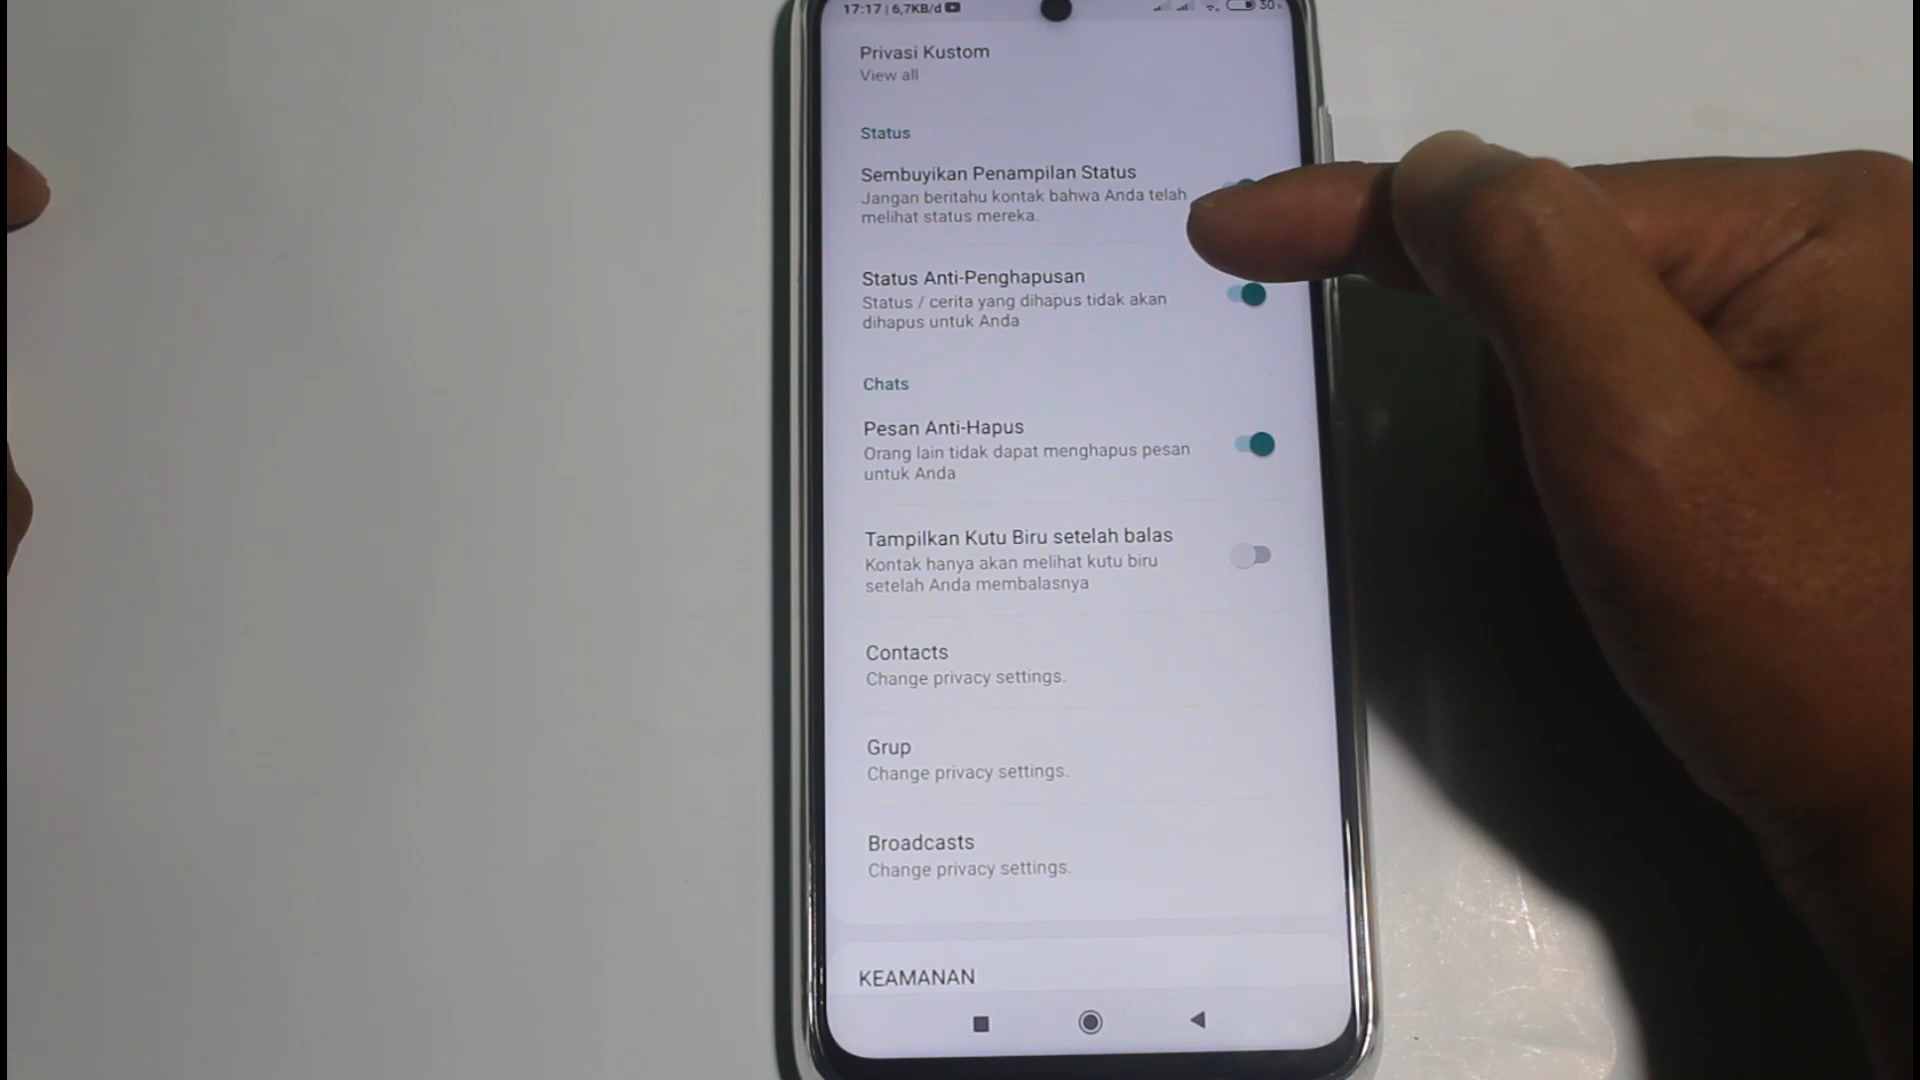 17:17 | 6,7KB/d
30
Privasi Kustom
View all
Status
Sembuyikan Penampilan Status
Jangan beritahu kontak bahwa Anda telah
melihat status mereka.
Status Anti-Penghapusan
Status / cerita yang dihapus tidak akan
dihapus untuk Anda
Chats
Pesan Anti-Hapus
Orang lain tidak dapat menghapus pesan
untuk Anda
Tampilkan Kutu Biru setelah balas
Kontak hanya akan melihat kutu biru
setelah Anda membalasnya
Contacts
Change privacy settings.
Grup
Change privacy settings.
Broadcasts
Change privacy settings.
KEAMANAN